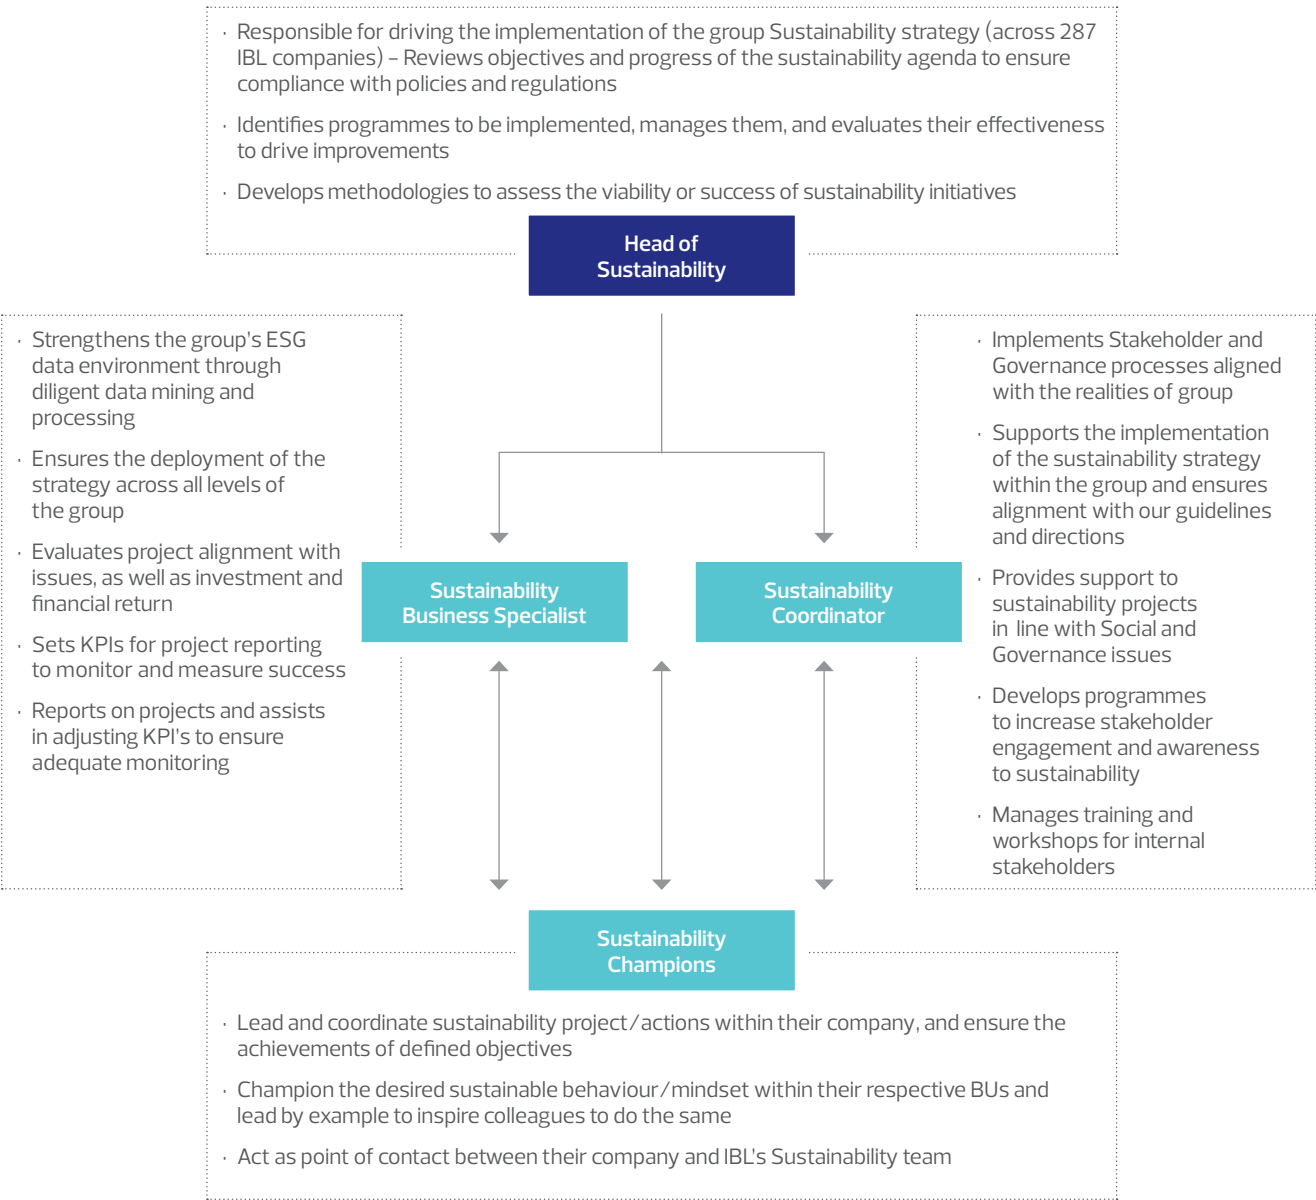 · Responsible for driving the implementation of the group Sustainability strategy (across 287
IBL companies) – Reviews objectives and progress of the sustainability agenda to ensure
compliance with policies and regulations
· Identifies programmes to be implemented, manages them, and evaluates their effectiveness
to drive improvements
· Develops methodologies to assess the viability or success of sustainability initiatives
Head of
Sustainability
· Strengthens the group's ESG
data environment through
diligent data mining and
processing
· Ensures the deployment of the
strategy across all levels of
the group
· Evaluates project alignment with
issues, as well as investment and
financial return
· Sets KPIs for project reporting
to monitor and measure success
· Reports on projects and assists
in adjusting KPI's to ensure
adequate monitoring
Sustainability
Business Specialist
Sustainability
Coordinator
· Implements Stakeholder and
Governance processes aligned
with the realities of group
· Supports the implementation
of the sustainability strategy
within the group and ensures
alignment with our guidelines
and directions
· Provides support to
sustainability projects
in line with Social and
Governance issues
· Develops programmes
to increase stakeholder
engagement and awareness
to sustainability
· Manages training and
workshops for internal
stakeholders
Sustainability
Champions
· Lead and coordinate sustainability project/actions within their company, and ensure the
achievements of defined objectives
· Champion the desired sustainable behaviour/mindset within their respective BUs and
lead by example to inspire colleagues to do the same
· Act as point of contact between their company and IBL's Sustainability team